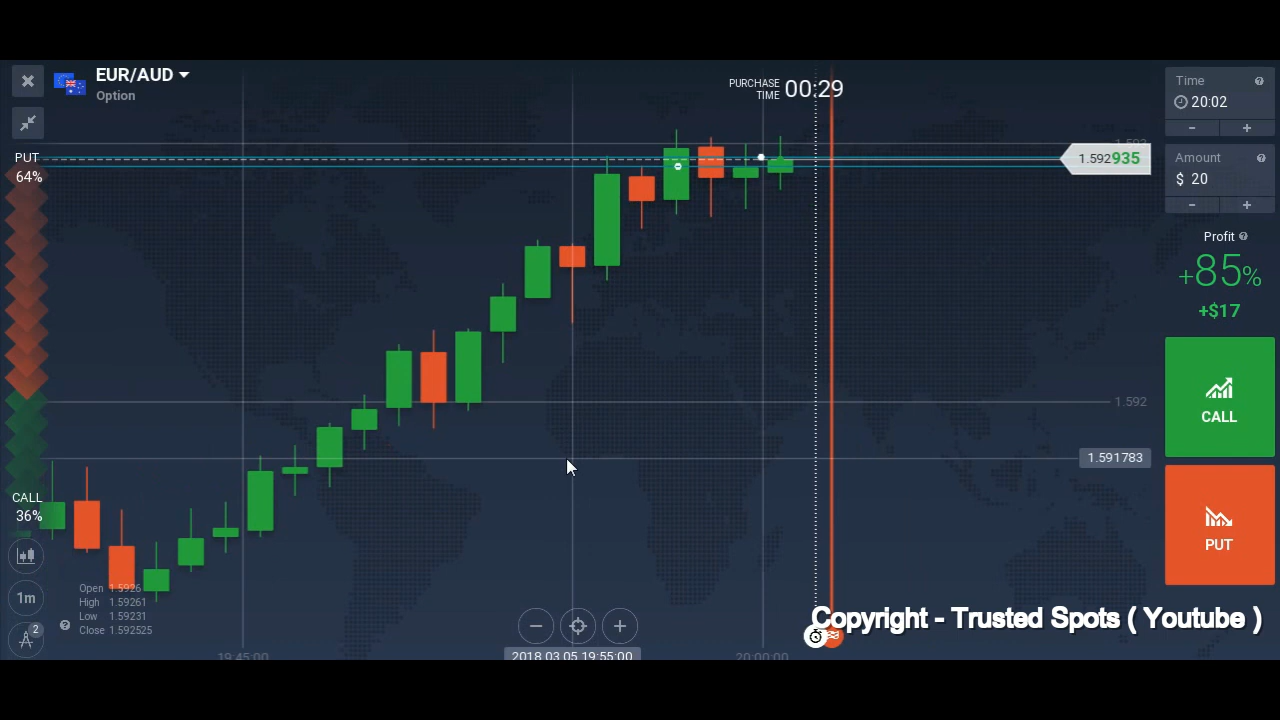 EUR/AUD
Option
PURCHASE
TIME
00:29
Time
20:02
- +
Amount
$ 20
- +
Profit
+85%
+$17
CALL
PUT
PUT
64%
CALL
36%
1.592935
1.592
1.591783
1m
2
Open 1.5926
High 1.59261
Low 1.59231
Close 1.592525
19:45:00
2018.03.05 19:55:00
20:00:00
Copyright - Trusted Spots ( Youtube )